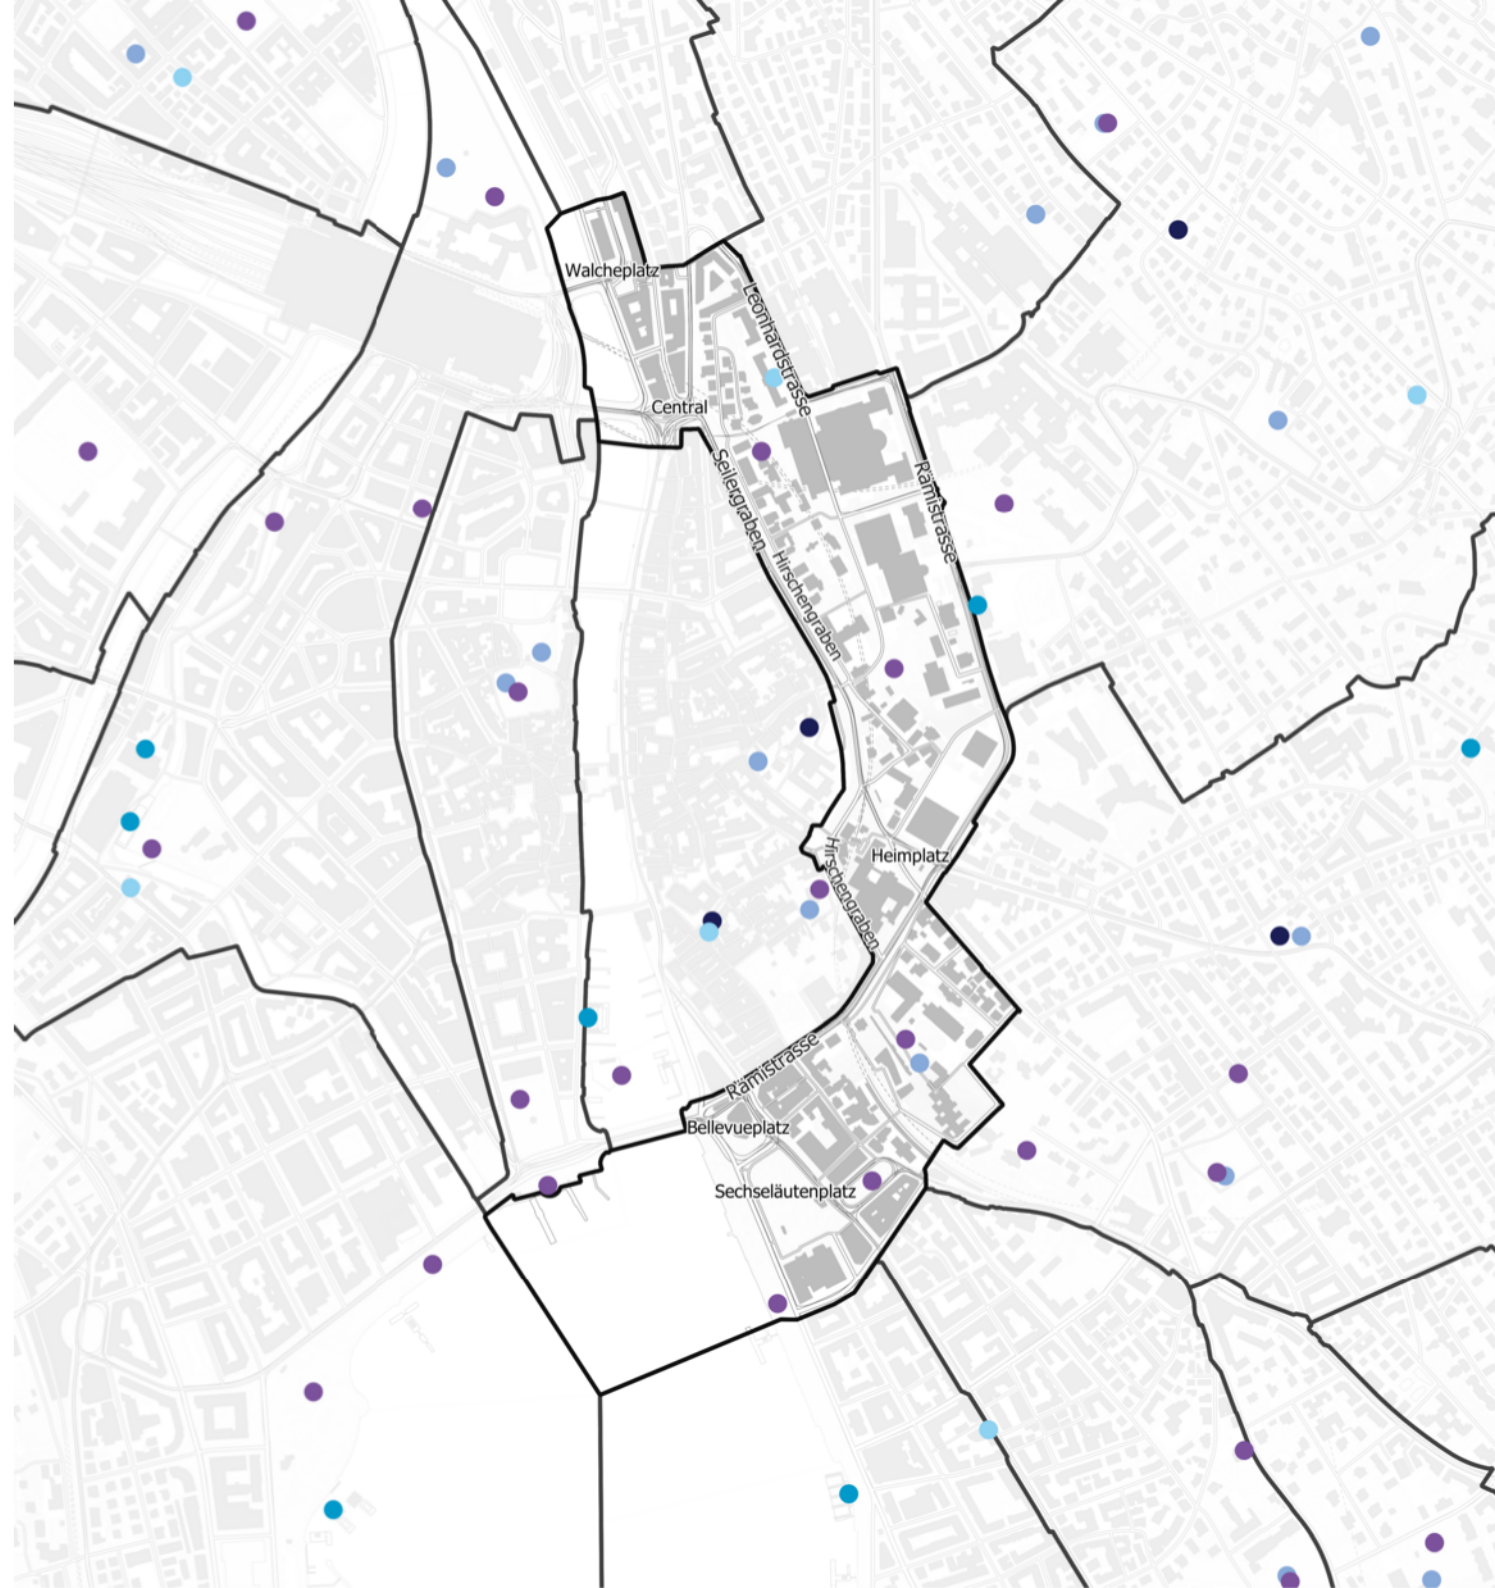 Walcheplatz
Leonhardstrasse
Central
Seilergraben
Rämistrasse
Hirschengraben
Heimplatz
Hirschengraben
Rämistrasse
Bellevueplatz
Sechseläutenplatz